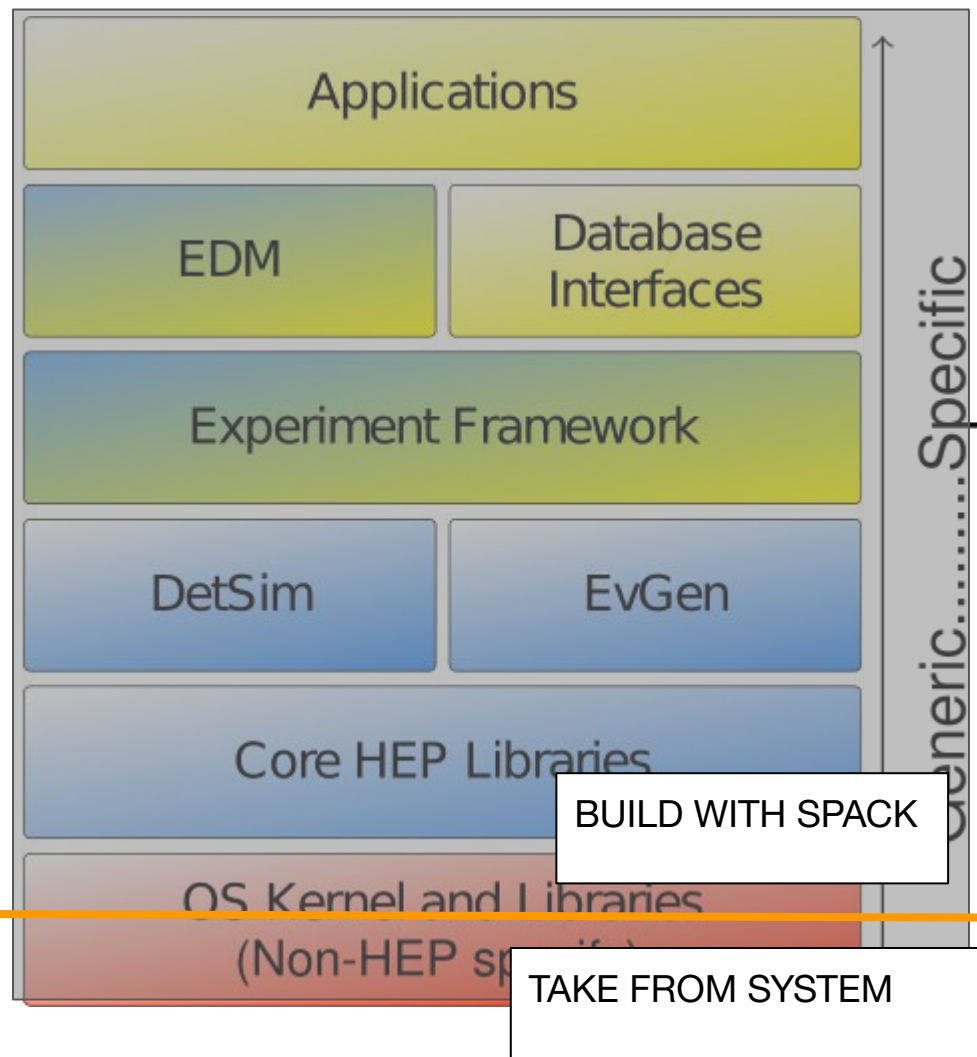 Applications
EDM
Database
Interfaces
Experiment Framework
DetSim
EvGen
Core HEP Libraries
BUILD WITH SPACK
OS Kernel and Libraries
(Non-HEP
TAKE FROM SYSTEM
Generic..........Specific